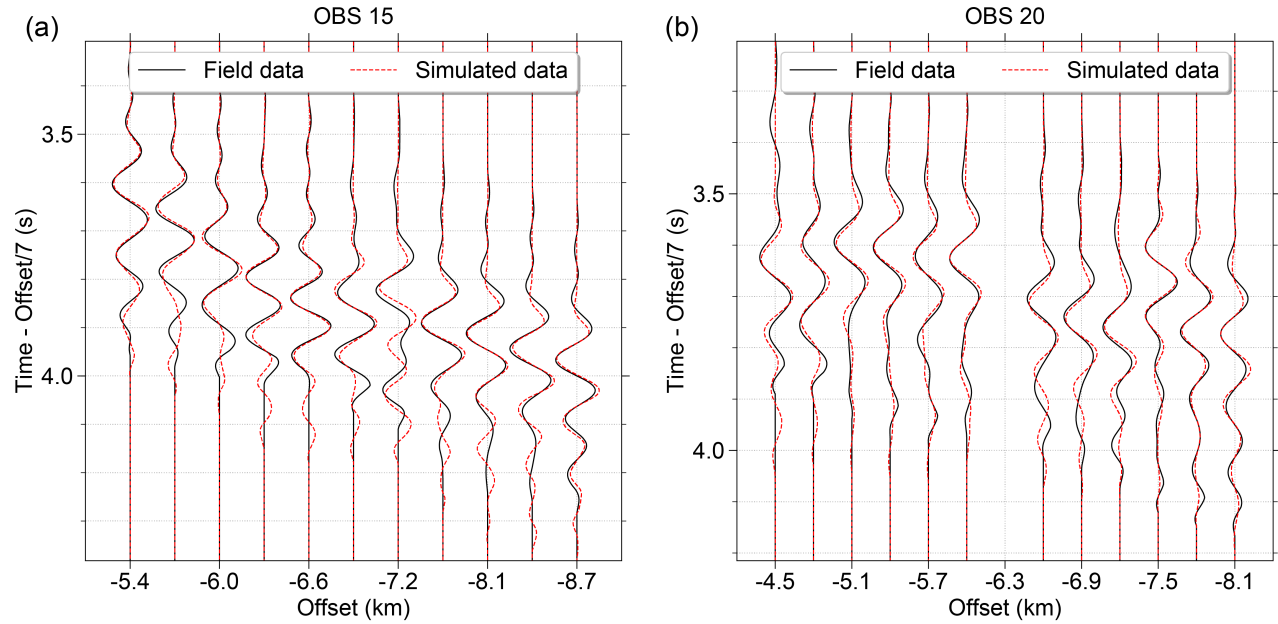 (a)
OBS 15
Field data
Simulated data
3.5
4.0
Time - Offset/7 (s)
-5.4
-6.0
-6.6
-7.2
-8.1
-8.7
Offset (km)
(b)
OBS 20
Field data
Simulated data
3.5
4.0
Time - Offset/7 (s)
-4.5
-5.1
-5.7
-6.3
-6.9
-7.5
-8.1
Offset (km)